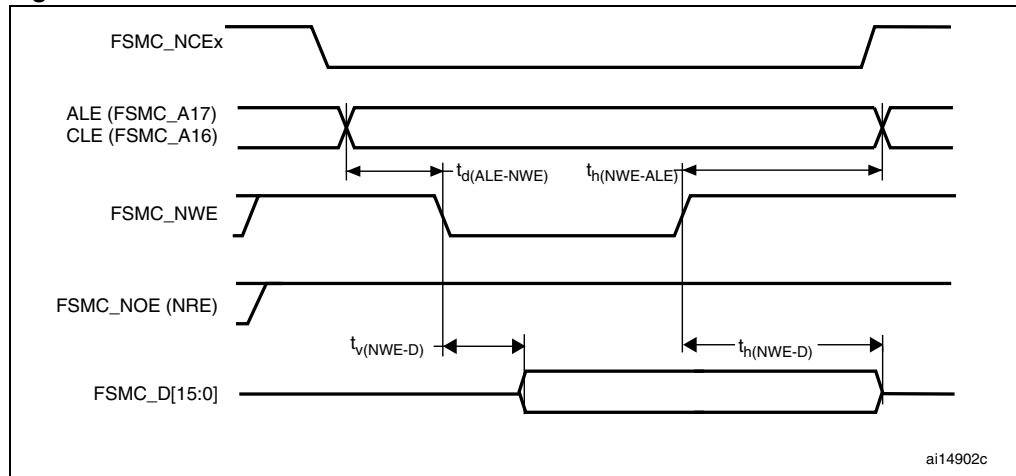 FSMC_NCEx
ALE (FSMC_A17)
CLE (FSMC_A16)
td(ALE-NWE)
th(NWE-ALE)
FSMC_NWE
FSMC_NOE (NRE)
tv(NWE-D)
th(NWE-D)
FSMC_D[15:0]
ai14902c